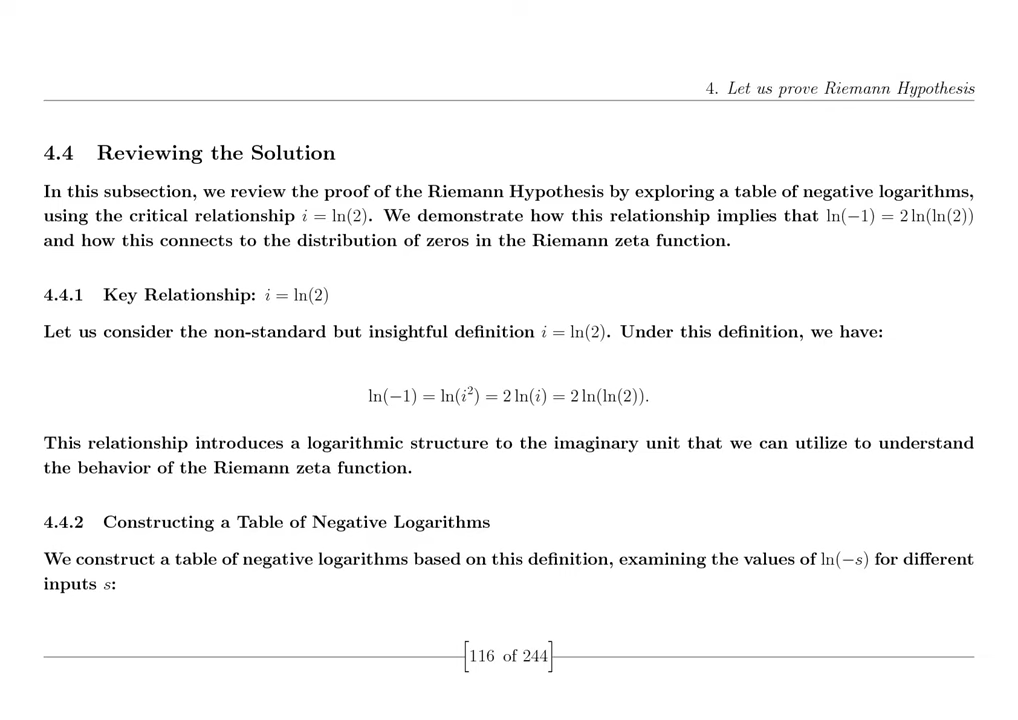 4. Let us prove Riemann Hypothesis
4.4 Reviewing the Solution
In this subsection, we review the proof of the Riemann Hypothesis by exploring a table of negative logarithms,
using the critical relationship i = ln(2). We demonstrate how this relationship implies that ln(−1) = 2 ln(ln(2))
and how this connects to the distribution of zeros in the Riemann zeta function.
4.4.1 Key Relationship: i = ln(2)
Let us consider the non-standard but insightful definition i = ln(2). Under this definition, we have:
ln(−1) = ln(i²) = 2 ln(i) = 2 ln(ln(2)).
This relationship introduces a logarithmic structure to the imaginary unit that we can utilize to understand
the behavior of the Riemann zeta function.
4.4.2 Constructing a Table of Negative Logarithms
We construct a table of negative logarithms based on this definition, examining the values of ln(−s) for different
inputs s:
[116 of 244]